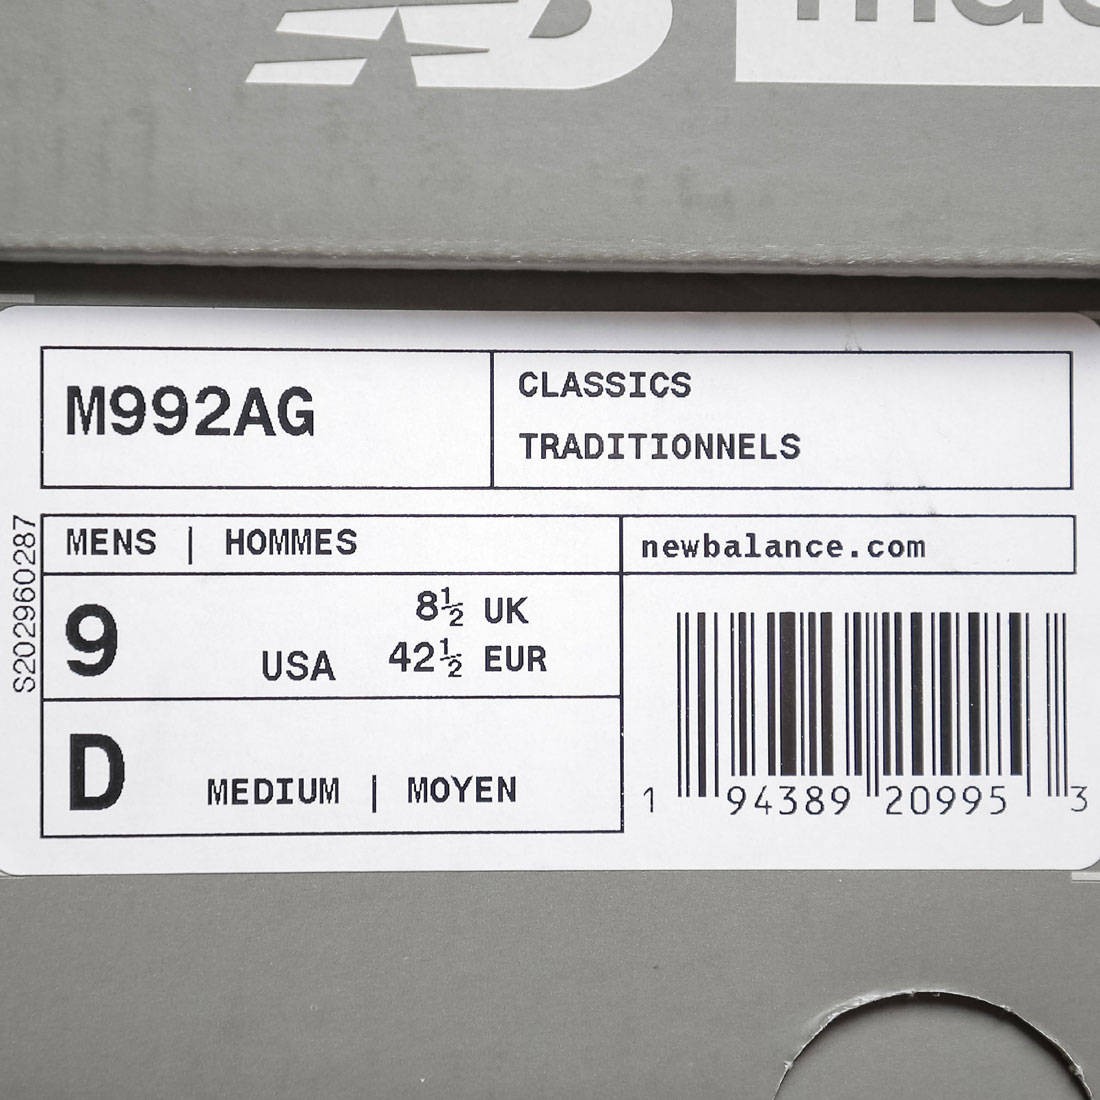 M992AG
CLASSICS
TRADITIONNELS
S202960287
MENS | HOMMES
newbalance.com
9
USA
8½ UK
42½ EUR
D
MEDIUM | MOYEN
1 94389 20995 3